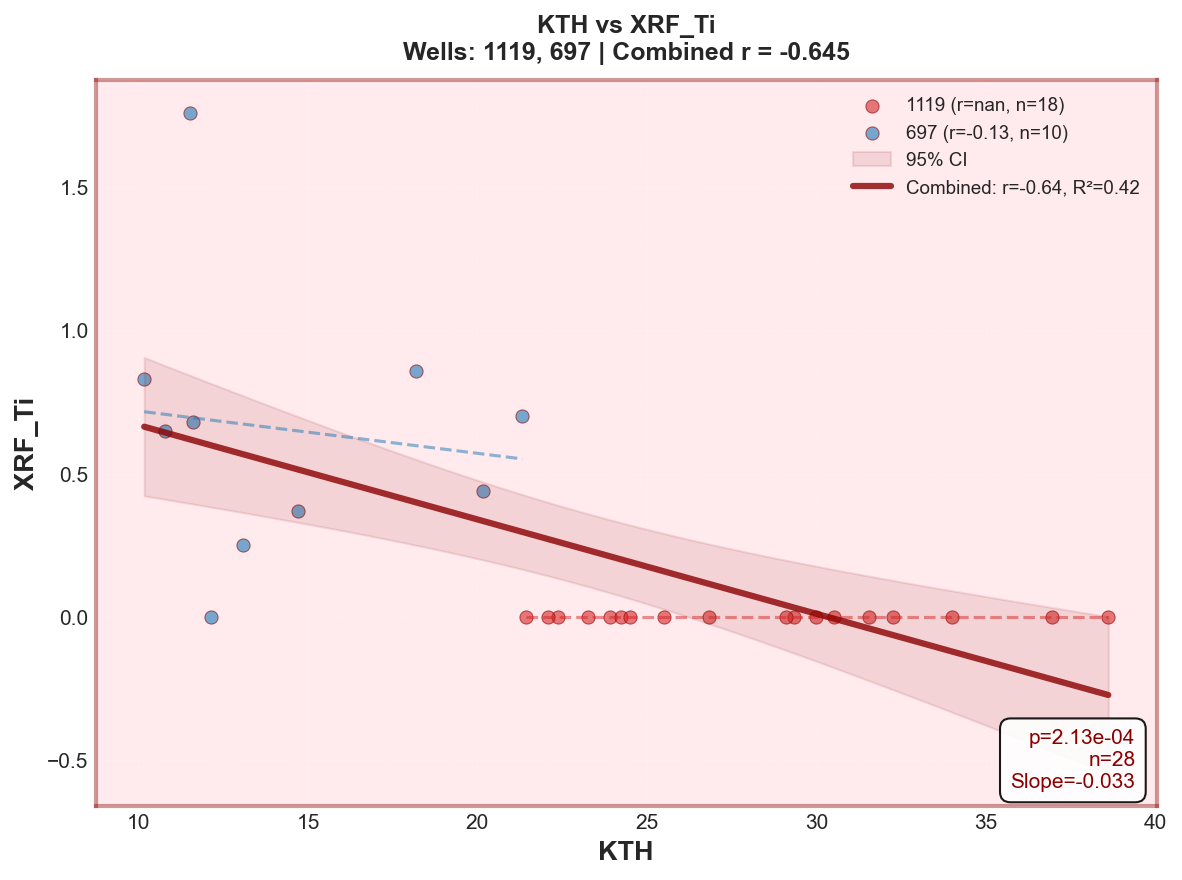 KTH vs XRF_Ti
Wells: 1119, 697 | Combined r = -0.645
1119 (r=nan, n=18)
697 (r=-0.13, n=10)
95% CI
Combined: r=-0.64, R²=0.42
XRF_Ti
1.5
1.0
0.5
0.0
−0.5
p=2.13e-04
n=28
Slope=-0.033
10
15
20
25
30
35
40
KTH